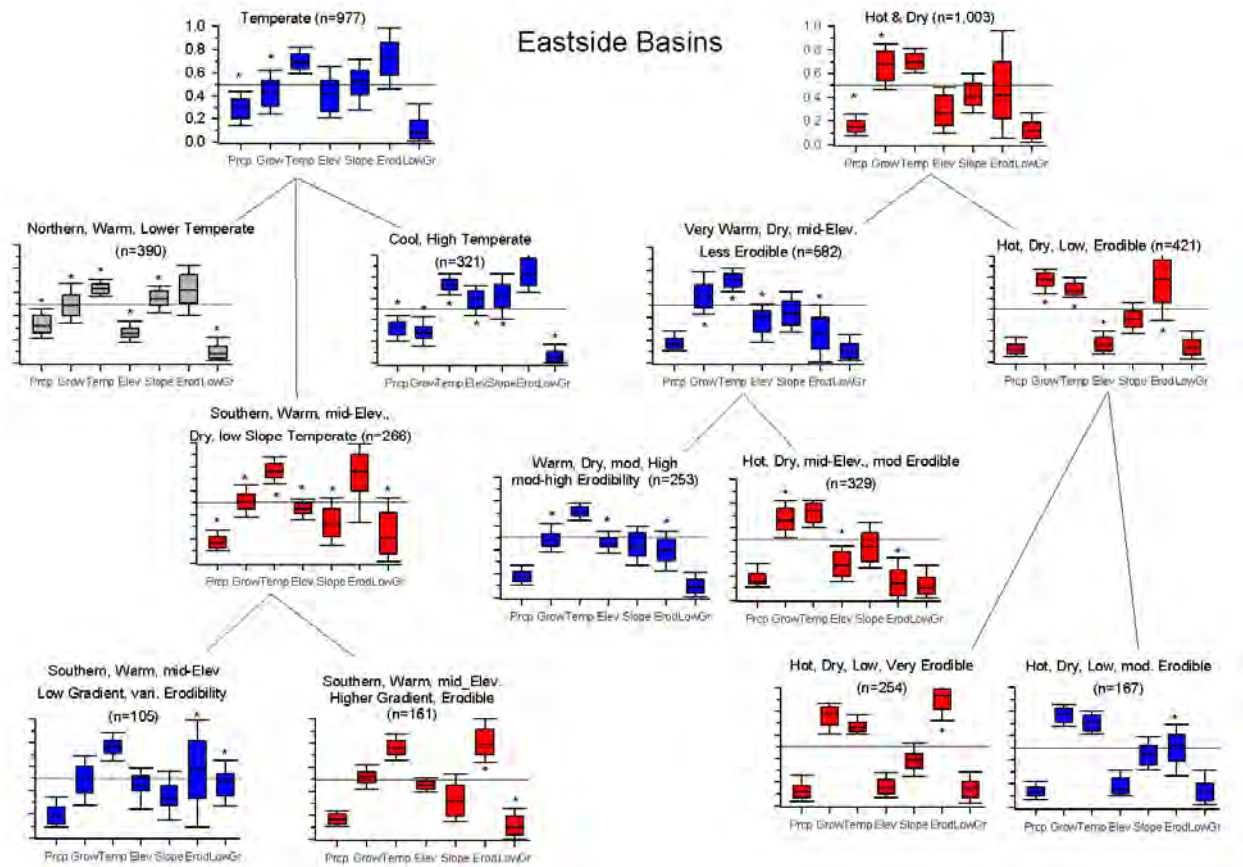 Eastside Basins
Temperate (n=977)
1.0
0.8
0.6
0.4
0.2
0.0
Prcp Grow Temp Elev Slope Erod LowGr
Hot & Dry (n=1,003)
1.0
0.8
0.6
0.4
0.2
0.0
Prcp Grow Temp Elev Slope Erod LowGr
Northern, Warm, Lower Temperate
(n=390)
Prcp Grow Temp Elev Slope Erod LowGr
Cool, High Temperate
(n=321)
Prcp Grow Temp Elev Slope Erod LowGr
Very Warm, Dry, mid-Elev.
Less Erodible (n=582)
Prcp Grow Temp Elev Slope Erod LowGr
Hot, Dry, Low, Erodible (n=421)
Prcp Grow Temp Elev Slope Erod LowGr
Southern, Warm, mid-Elev.,
Dry, low Slope Temperate (n=266)
Prcp Grow Temp Elev Slope Erod LowGr
Warm, Dry, mod, High
mod-high Erodibility (n=253)
Prcp Grow Temp Elev Slope Erod LowGr
Hot, Dry, mid-Elev., mod Erodible
(n=329)
Prcp Grow Temp Elev Slope Erod LowGr
Southern, Warm, mid-Elev
Low Gradient, vari. Erodibility
(n=105)
Prcp Grow Temp Elev Slope Erod LowGr
Southern, Warm, mid_Elev.
Higher Gradient, Erodible
(n=161)
Prcp Grow Temp Elev Slope Erod LowGr
Hot, Dry, Low, Very Erodible
(n=254)
Prcp Grow Temp Elev Slope Erod LowGr
Hot, Dry, Low, mod. Erodible
(n=167)
Prcp Grow Temp Elev Slope Erod LowGr